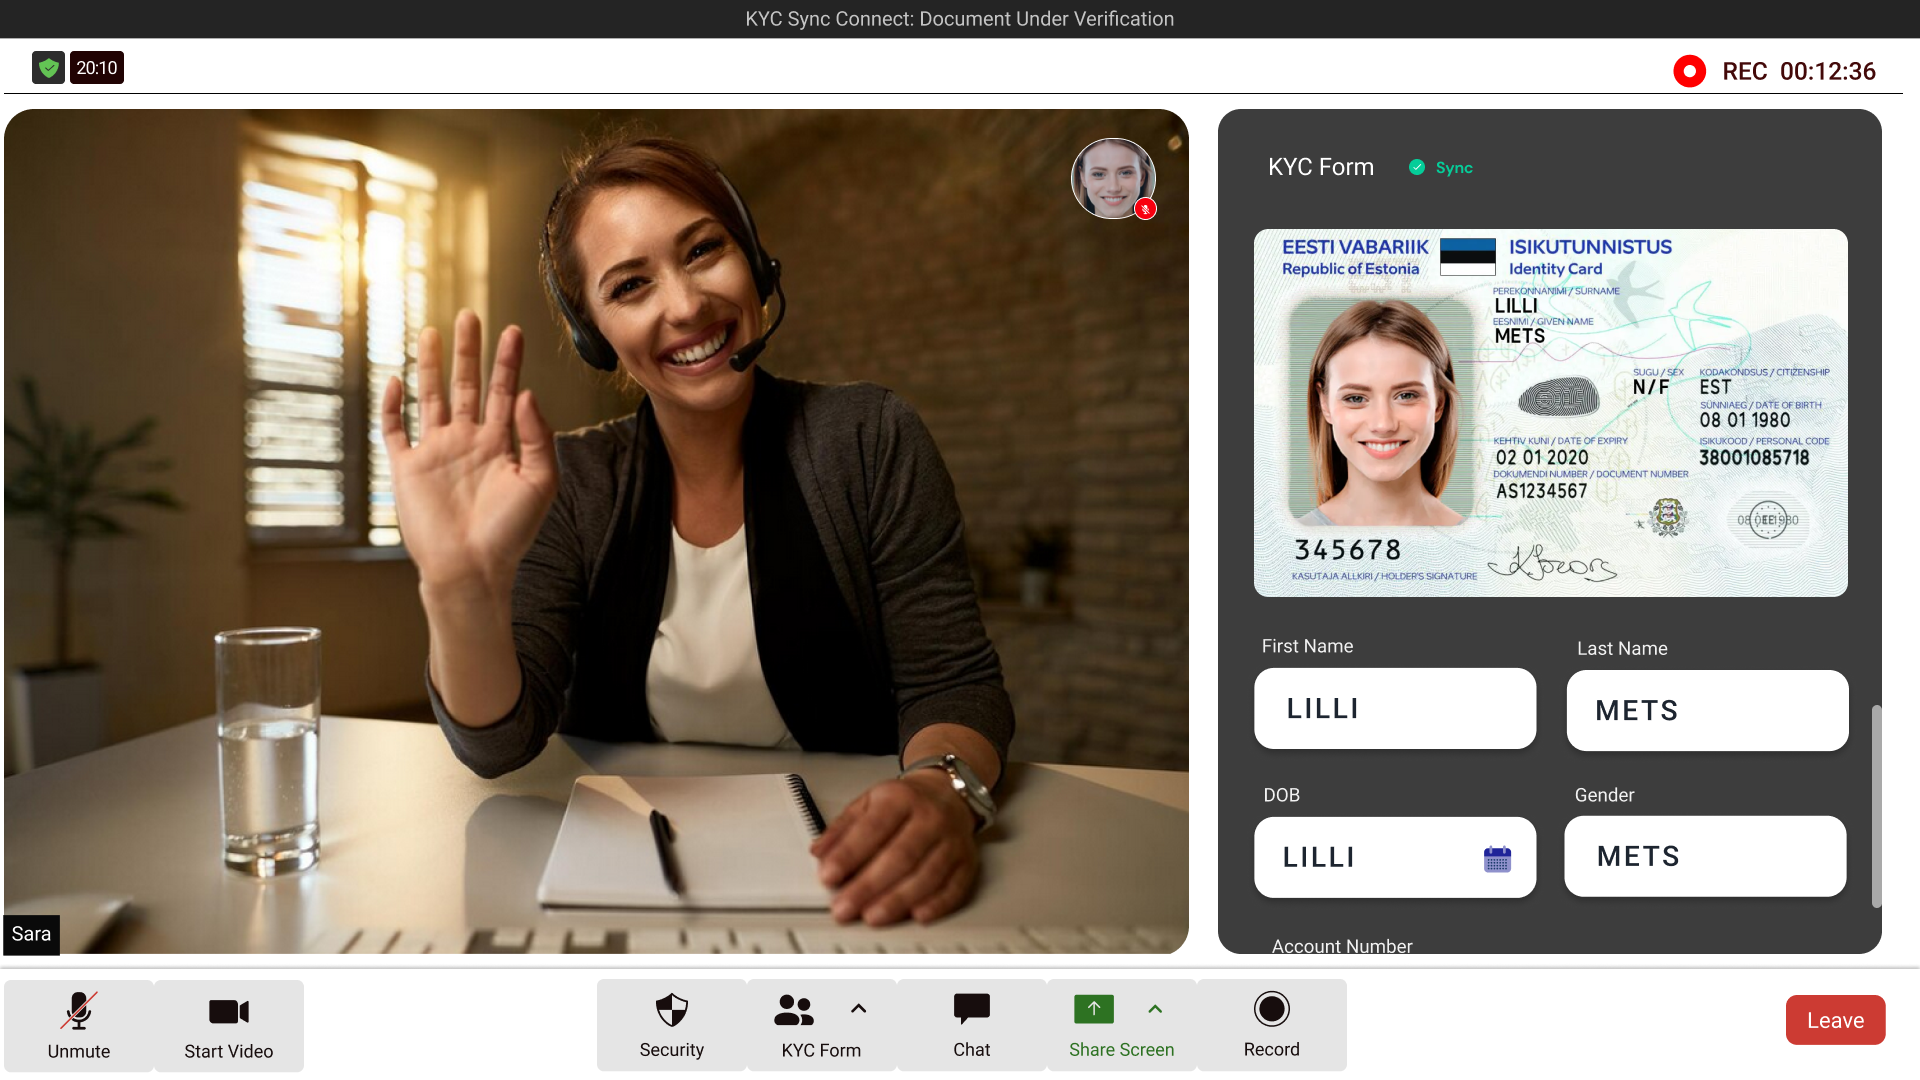 KYC Sync Connect: Document Under Verification
20:10
REC 00:12:36
Sara
KYC Form
Sync
EESTI VABARIIK ISIKUTUNNISTUS
Republic of Estonia Identity Card
PEREKONNANIMI / SURNAME
LILLI
EESNIMI / GIVEN NAME
METS
SUGU / SEX KODAKONDSUS / CITIZENSHIP
N/F EST
SÜNNIAEG / DATE OF BIRTH
08 01 1980
KEHTIV KUNI / DATE OF EXPIRY ISIKUKOOD / PERSONAL CODE
02 01 2020 38001085718
DOKUMENDI NUMBER / DOCUMENT NUMBER
AS1234567
345678
KASUTAJA ALLKIRI / HOLDER'S SIGNATURE
First Name Last Name
LILLI METS
DOB Gender
LILLI METS
Account Number
Unmute Start Video Security KYC Form Chat Share Screen Record Leave